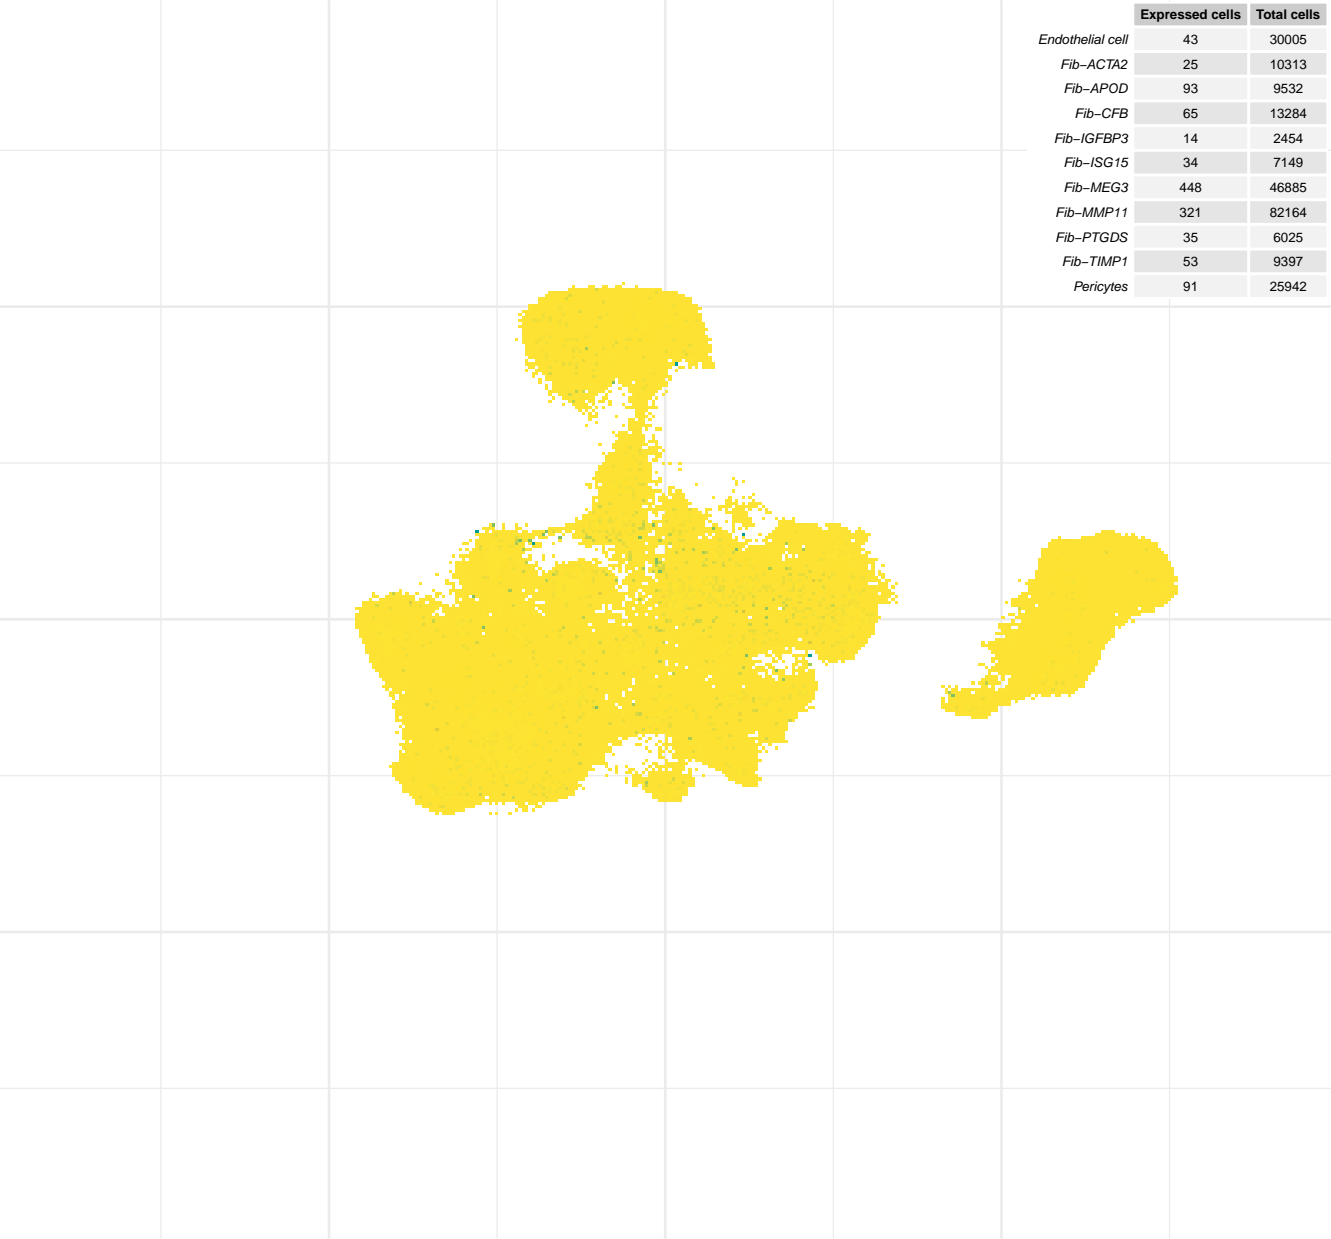 Expressed cells Total cells
Endothelial cell 43 30005
Fib−ACTA2 25 10313
Fib−APOD 93 9532
Fib−CFB 65 13284
Fib−IGFBP3 14 2454
Fib−ISG15 34 7149
Fib−MEG3 448 46885
Fib−MMP11 321 82164
Fib−PTGDS 35 6025
Fib−TIMP1 53 9397
Pericytes 91 25942